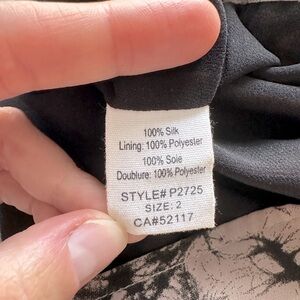 100% Silk
Lining: 100% Polyester
100% Soie
Doublure: 100% Polyester
STYLE# P2725
SIZE: 2
CA#52117